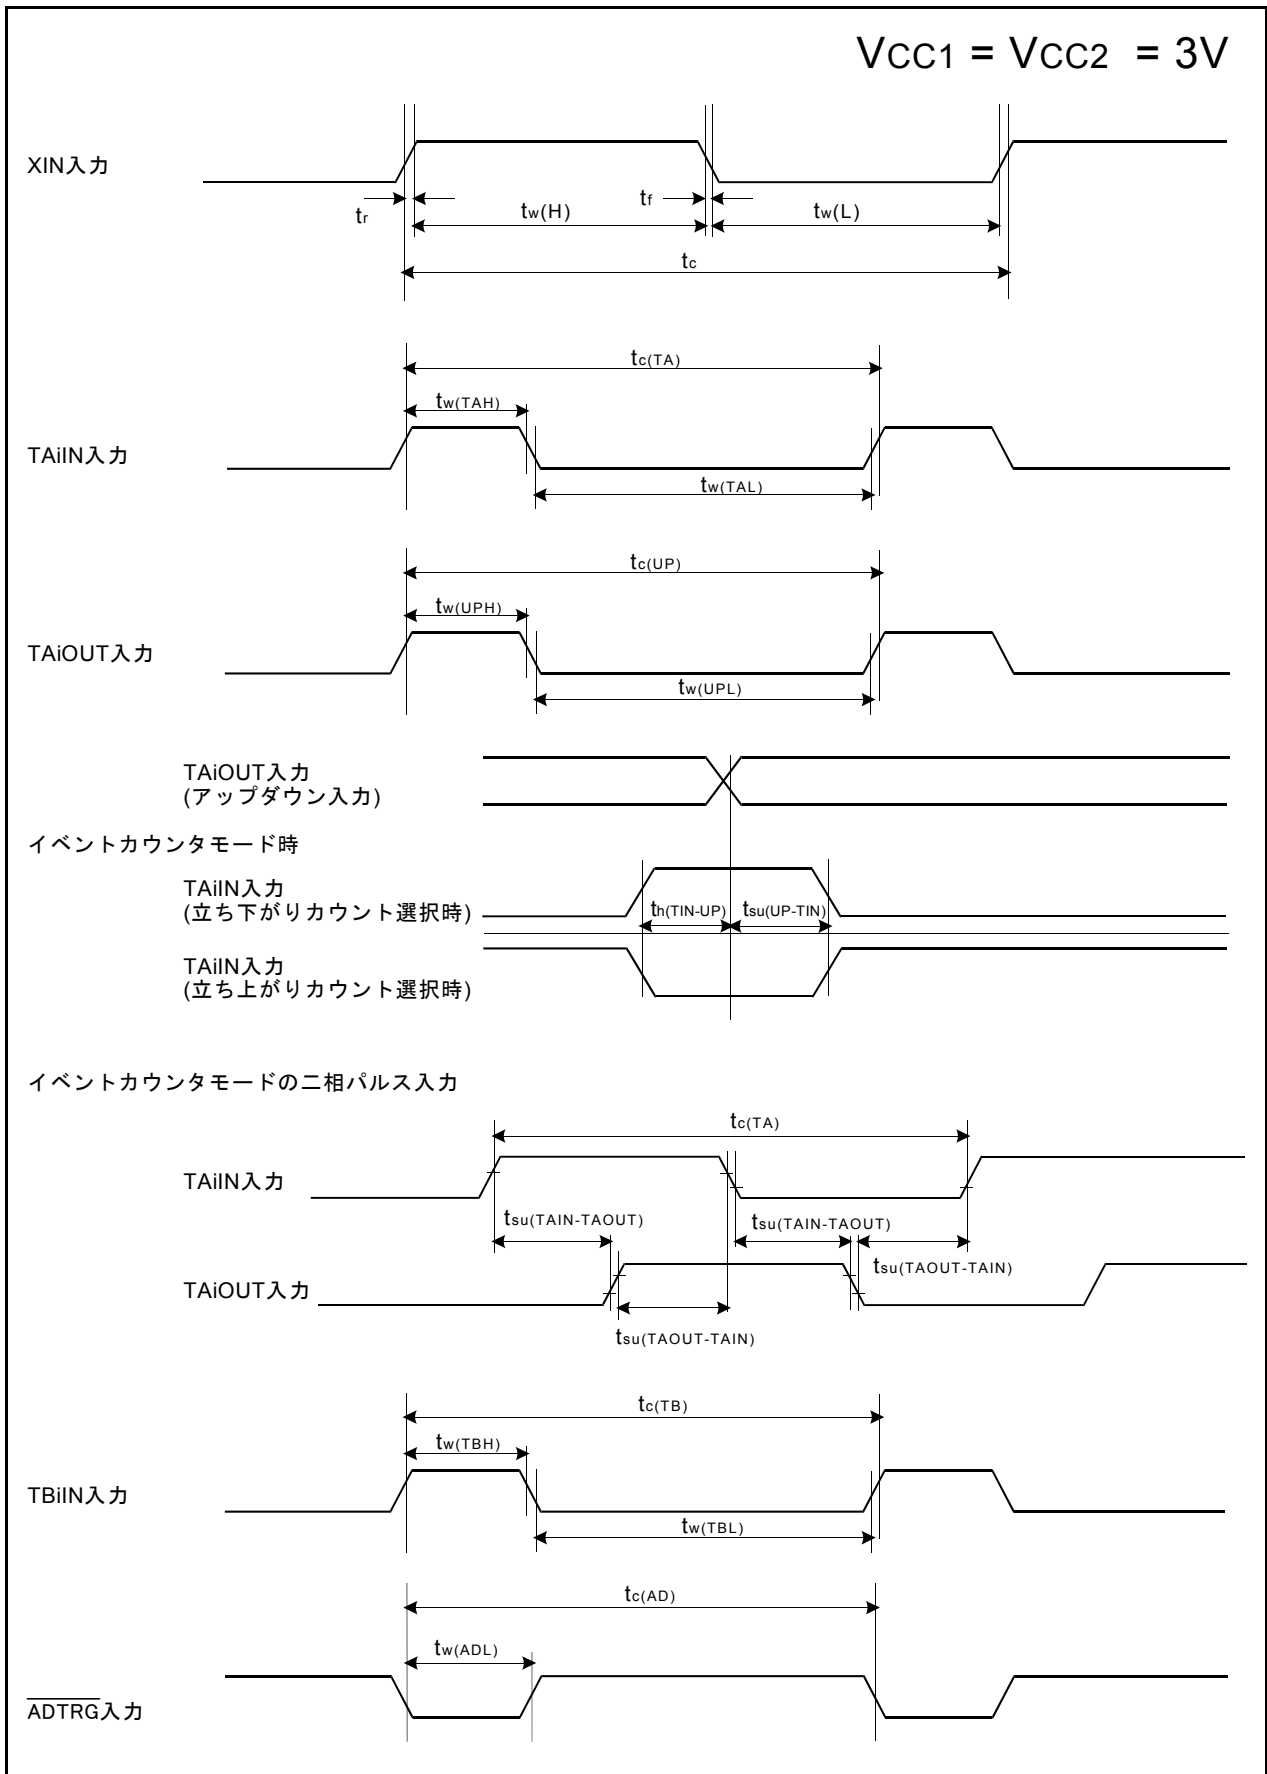 VCC1 = VCC2 = 3V
XIN入力
tr
tw(H)
tf
tw(L)
tc
tc(TA)
tw(TAH)
TAiIN入力
tw(TAL)
tc(UP)
tw(UPH)
TAiOUT入力
tw(UPL)
TAiOUT入力
(アップダウン入力)
イベントカウンタモード時
TAiIN入力
(立ち下がりカウント選択時)
th(TIN-UP)
tsu(UP-TIN)
TAiIN入力
(立ち上がりカウント選択時)
イベントカウンタモードの二相パルス入力
tc(TA)
TAiIN入力
tsu(TAIN-TAOUT)
tsu(TAIN-TAOUT)
tsu(TAOUT-TAIN)
TAiOUT入力
tsu(TAOUT-TAIN)
tc(TB)
tw(TBH)
TBiIN入力
tw(TBL)
tc(AD)
tw(ADL)
ADTRG入力